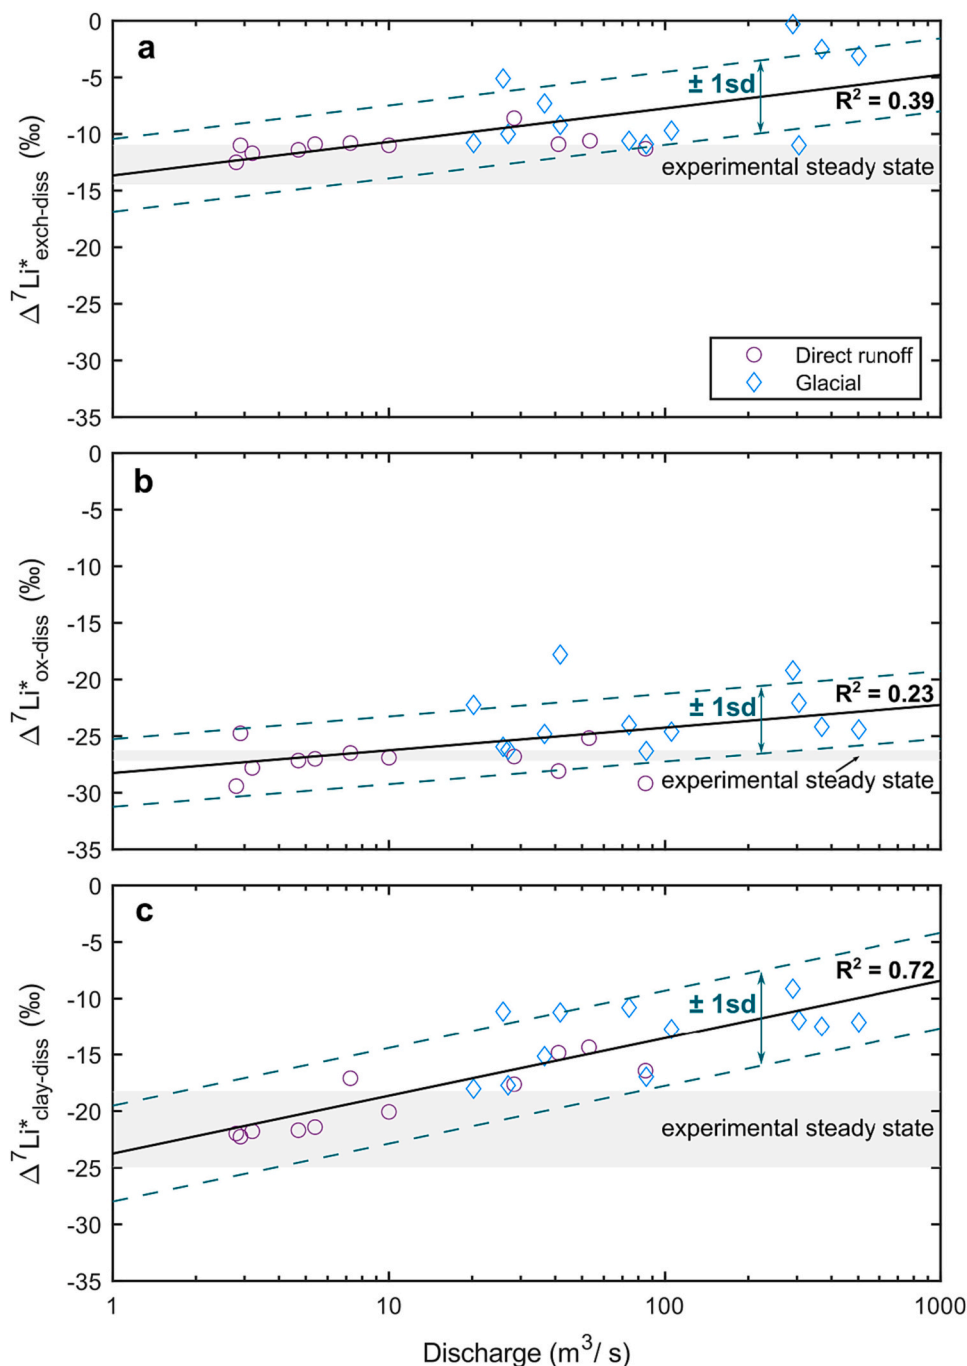 a
0
-5
-10
-15
-20
-25
-30
-35
Δ⁷Li*exch-diss (‰)
± 1sd
R² = 0.39
experimental steady state
Direct runoff
Glacial
b
0
-5
-10
-15
-20
-25
-30
-35
Δ⁷Li*ox-diss (‰)
± 1sd
R² = 0.23
experimental steady state
c
0
-5
-10
-15
-20
-25
-30
-35
Δ⁷Li*clay-diss (‰)
± 1sd
R² = 0.72
experimental steady state
1 10 100 1000
Discharge (m³/ s)